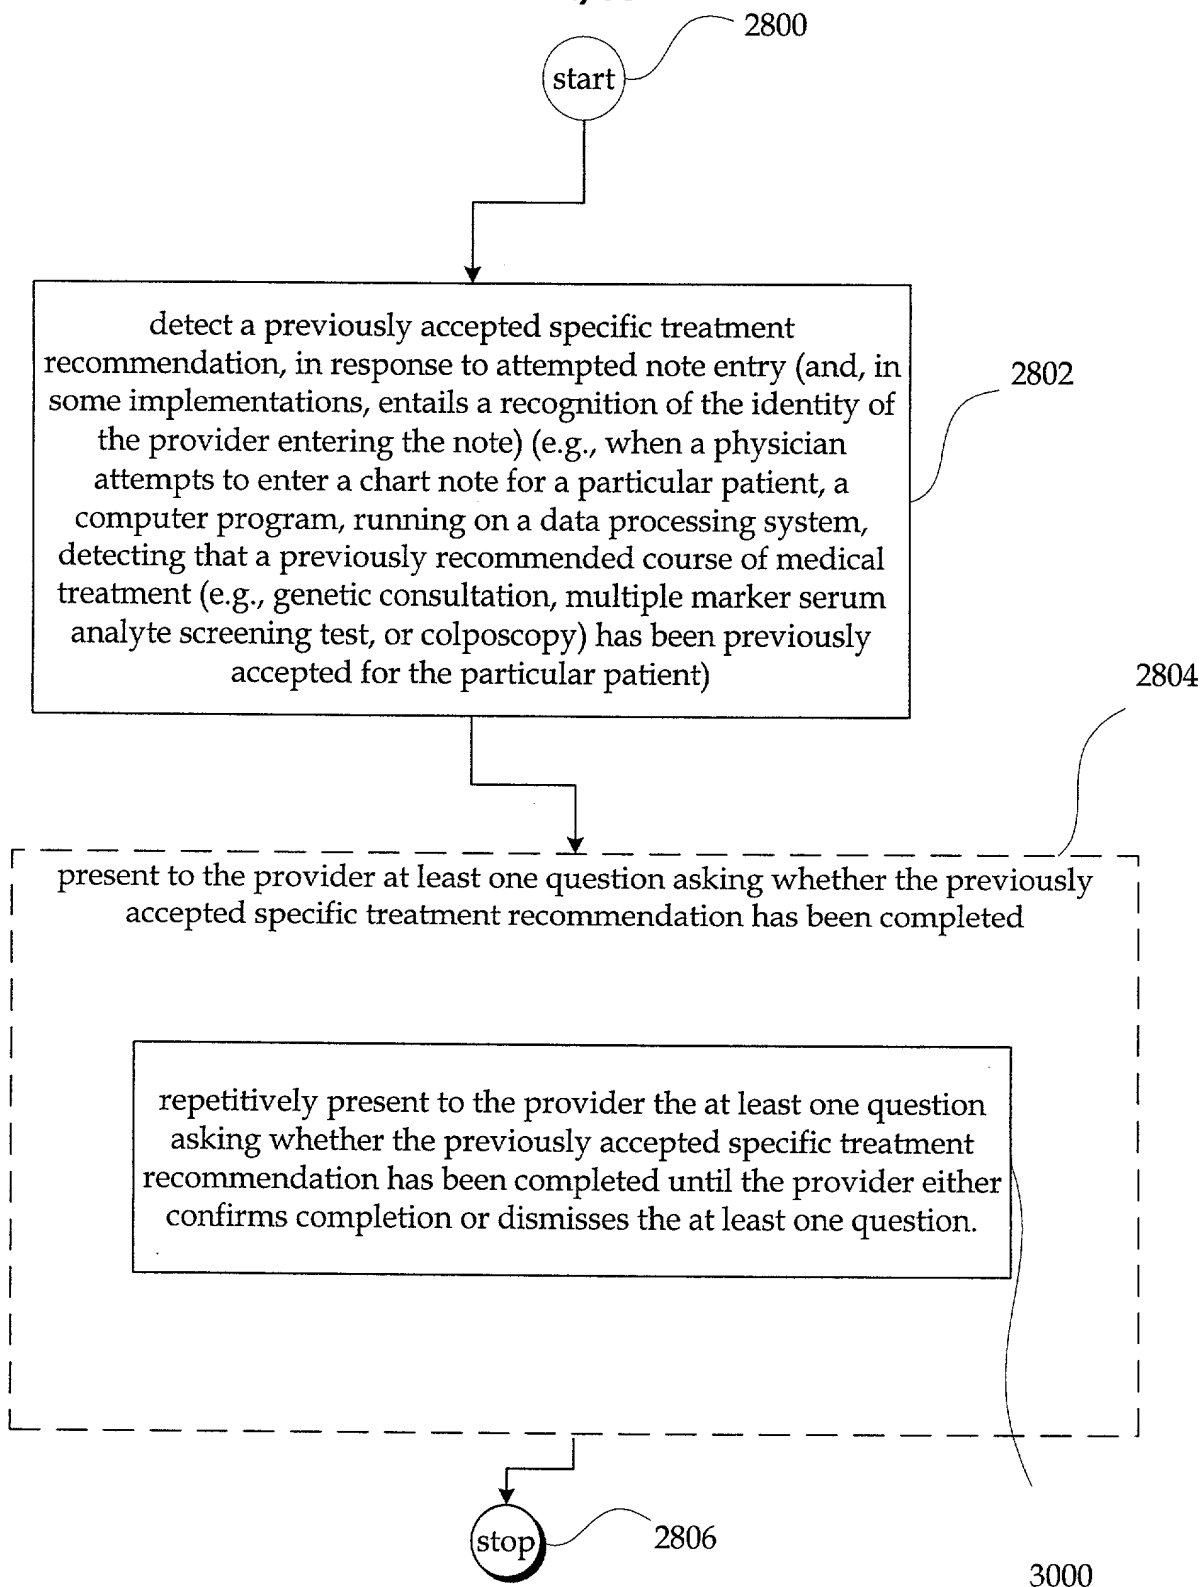 2800
start
detect a previously accepted specific treatment
recommendation, in response to attempted note entry (and, in
some implementations, entails a recognition of the identity of
the provider entering the note) (e.g., when a physician
attempts to enter a chart note for a particular patient, a
computer program, running on a data processing system,
detecting that a previously recommended course of medical
treatment (e.g., genetic consultation, multiple marker serum
analyte screening test, or colposcopy) has been previously
accepted for the particular patient)
2802
2804
present to the provider at least one question asking whether the previously
accepted specific treatment recommendation has been completed
repetitively present to the provider the at least one question
asking whether the previously accepted specific treatment
recommendation has been completed until the provider either
confirms completion or dismisses the at least one question.
stop
2806
3000